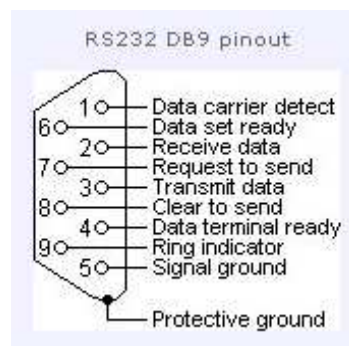 RS232 DB9 pinout
1 Data carrier detect
6 Data set ready
2 Receive data
7 Request to send
3 Transmit data
8 Clear to send
4 Data terminal ready
9 Ring indicator
5 Signal ground
Protective ground